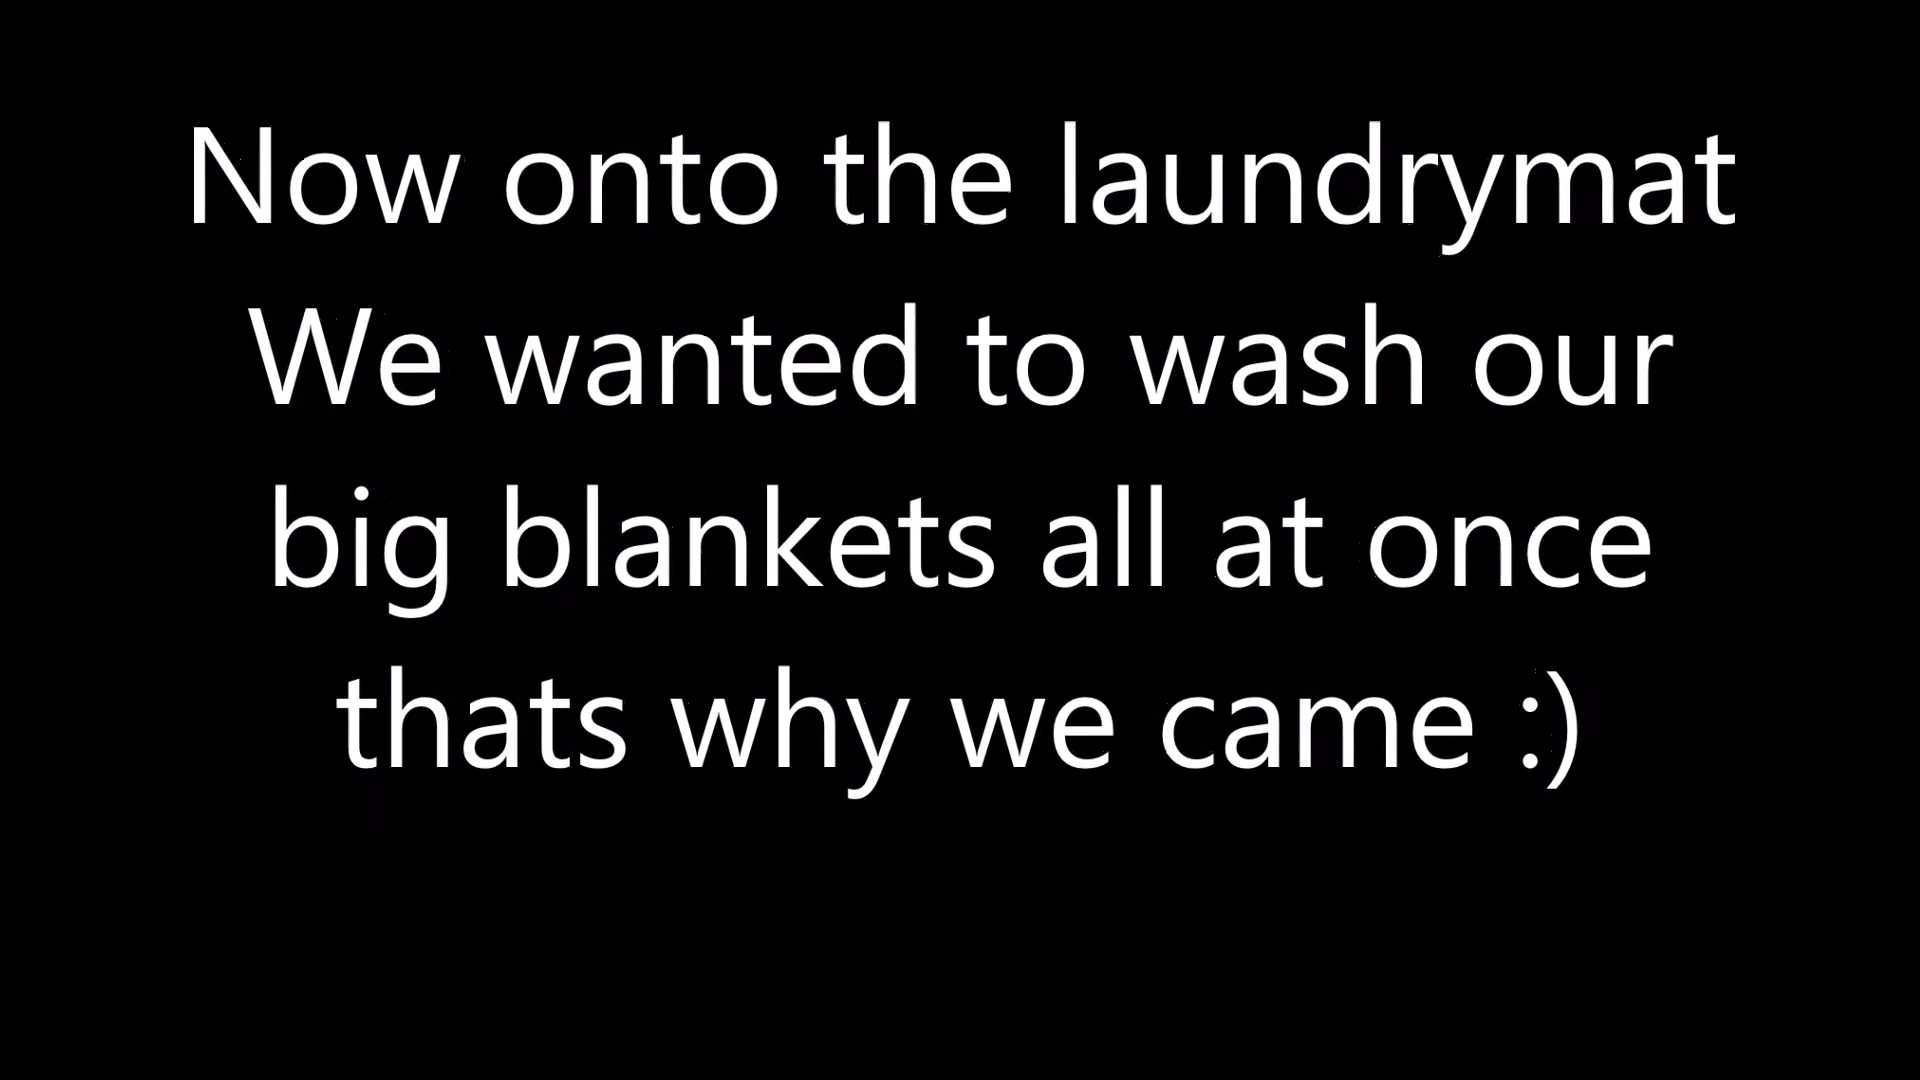 Now onto the laundrymat
We wanted to wash our
big blankets all at once
thats why we came :)